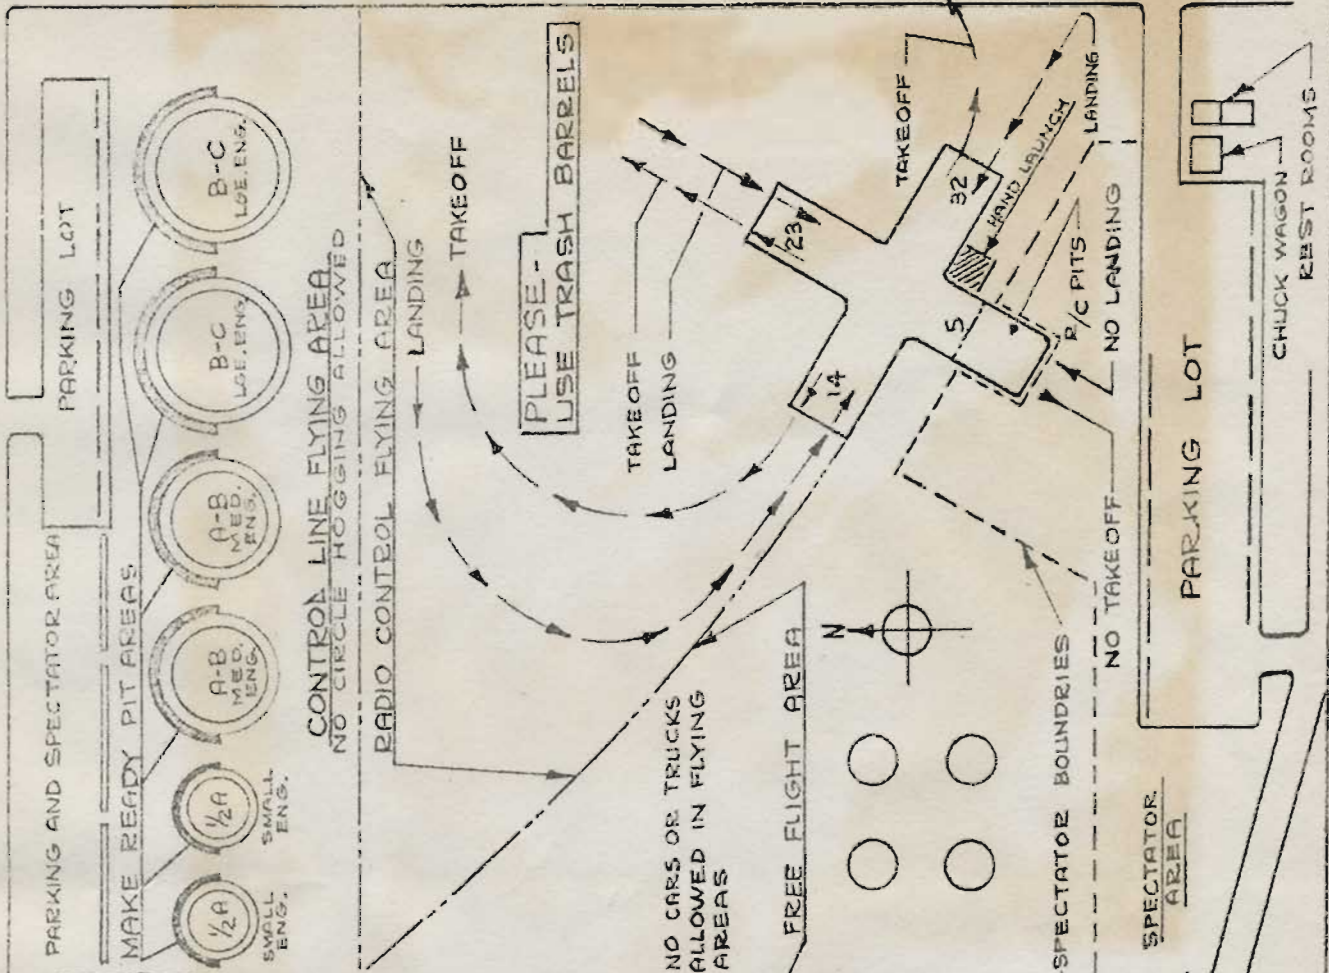 PARKING LOT
PARKING AND SPECTATOR AREA
MAKE READY PIT AREAS
½A
SMALL
ENG.
½A
SMALL
ENG.
A-B
MED.
ENG.
A-B
MED.
ENG.
B-C
LGE. ENG.
B-C
LGE. ENG.
CONTROL LINE FLYING AREA
NO CIRCLE HOGGING ALLOWED
RADIO CONTROL FLYING AREA
LANDING
TAKEOFF
PLEASE-
USE TRASH BARRELS
TAKEOFF
LANDING
23
14
32
5
TAKEOFF
LANDING
HAND LAUNCH
R/C PITS
NO LANDING
NO TAKEOFF
NO CARS OR TRUCKS
ALLOWED IN FLYING
AREAS
FREE FLIGHT AREA
N
SPECTATOR BOUNDRIES
SPECTATOR
AREA
PARKING LOT
CHUCK WAGON
REST ROOMS